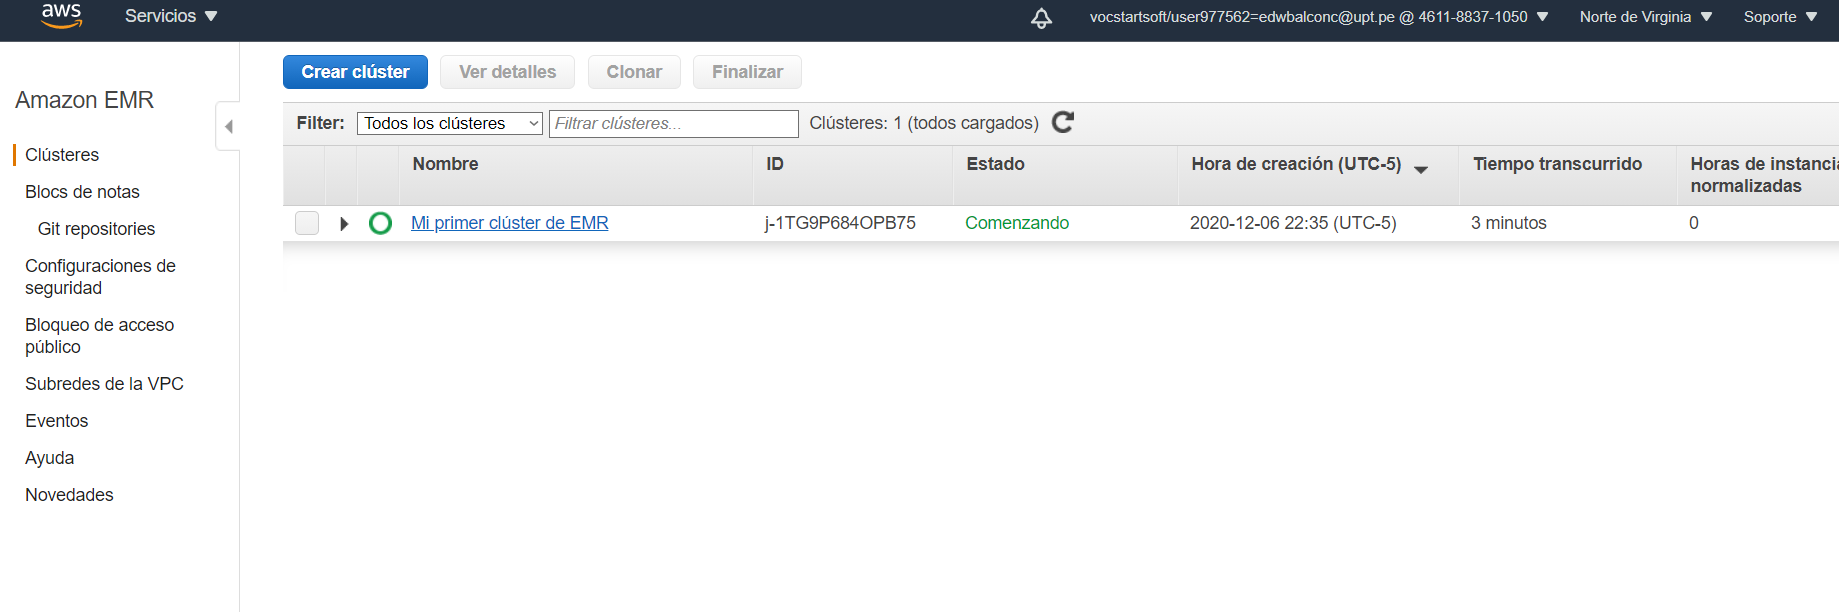 aws Servicios vocstartsoft/user977562=edwbalconc@upt.pe @ 4611-8837-1050 Norte de Virginia Soporte
Amazon EMR
Clústeres
Blocs de notas
Git repositories
Configuraciones de
seguridad
Bloqueo de acceso
público
Subredes de la VPC
Eventos
Ayuda
Novedades
Crear clúster Ver detalles Clonar Finalizar
Filter: Todos los clústeres Filtrar clústeres... Clústeres: 1 (todos cargados)
Nombre ID Estado Hora de creación (UTC-5) Tiempo transcurrido Horas de instancia
normalizadas
Mi primer clúster de EMR j-1TG9P684OPB75 Comenzando 2020-12-06 22:35 (UTC-5) 3 minutos 0